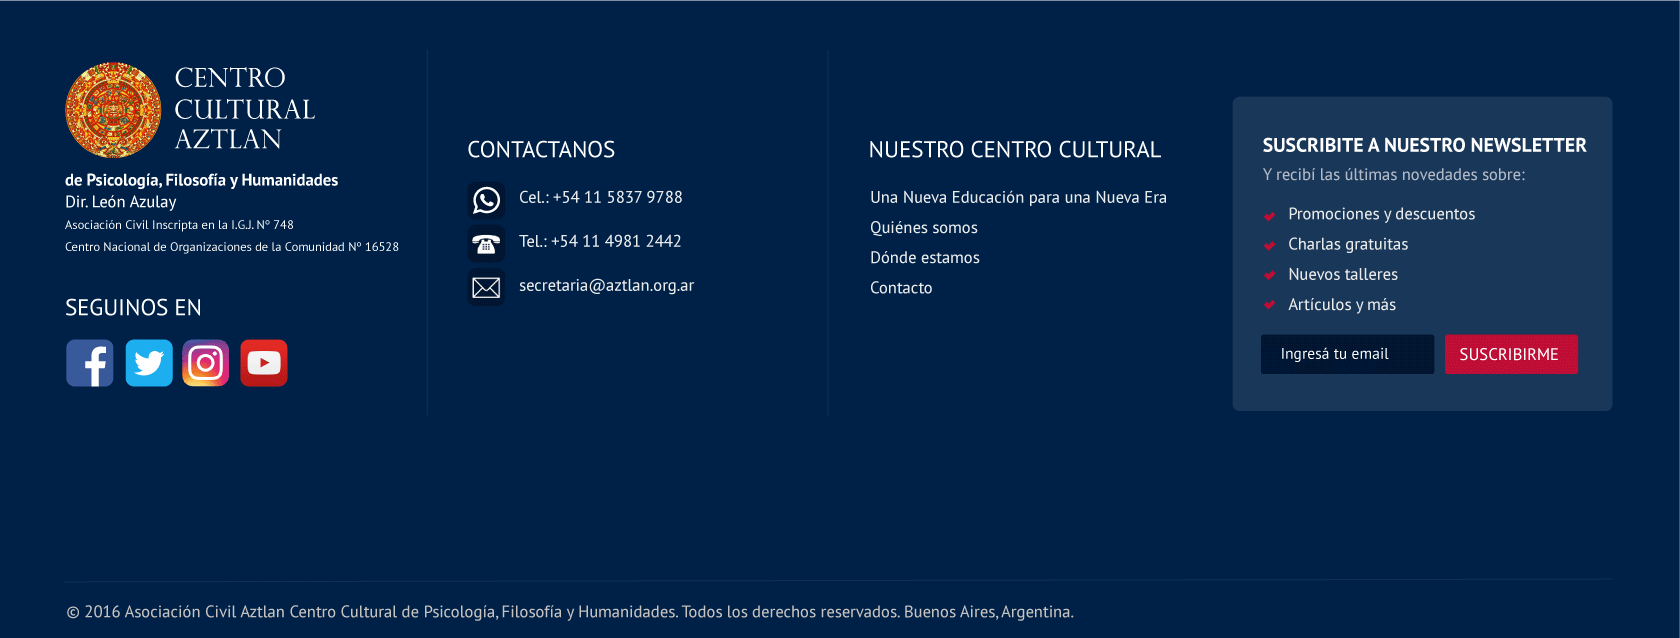 CENTRO
CULTURAL
AZTLAN
de Psicología, Filosofía y Humanidades
Dir. León Azulay
Asociación Civil Inscripta en la I.G.J. Nº 748
Centro Nacional de Organizaciones de la Comunidad Nº 16528
SEGUINOS EN
CONTACTANOS
Cel.: +54 11 5837 9788
Tel.: +54 11 4981 2442
secretaria@aztlan.org.ar
NUESTRO CENTRO CULTURAL
Una Nueva Educación para una Nueva Era
Quiénes somos
Dónde estamos
Contacto
SUSCRIBITE A NUESTRO NEWSLETTER
Y recibí las últimas novedades sobre:
Promociones y descuentos
Charlas gratuitas
Nuevos talleres
Artículos y más
Ingresá tu email
SUSCRIBIRME
© 2016 Asociación Civil Aztlan Centro Cultural de Psicología, Filosofía y Humanidades. Todos los derechos reservados. Buenos Aires, Argentina.